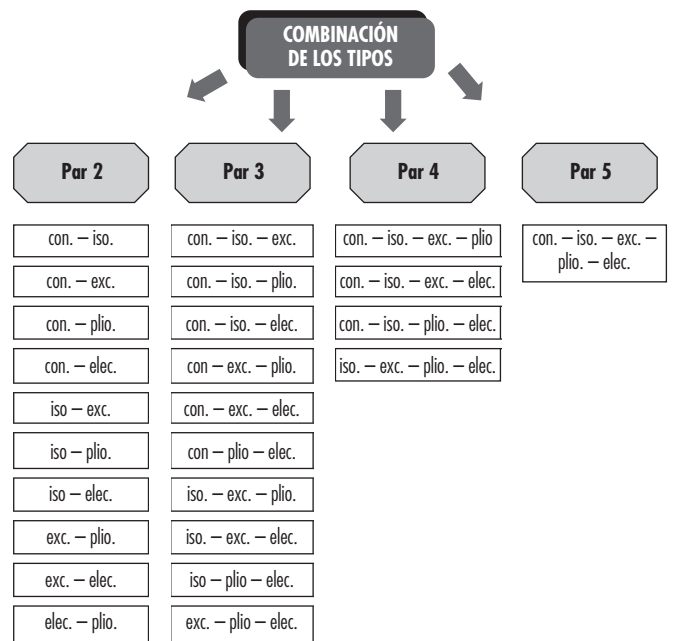 COMBINACIÓN
DE LOS TIPOS
Par 2
con. – iso.
con. – exc.
con. – plio.
con. – elec.
iso – exc.
iso – plio.
iso – elec.
exc. – plio.
exc. – elec.
elec. – plio.
Par 3
con. – iso. – exc.
con. – iso. – plio.
con. – iso. – elec.
con – exc. – plio.
con. – exc. – elec.
con – plio – elec.
iso. – exc. – plio.
iso. – exc. – elec.
iso – plio – elec.
exc. – plio – elec.
Par 4
con. – iso. – exc. – plio
con. – iso. – exc. – elec.
con. – iso. – plio. – elec.
iso. – exc. – plio. – elec.
Par 5
con. – iso. – exc. –
plio. – elec.